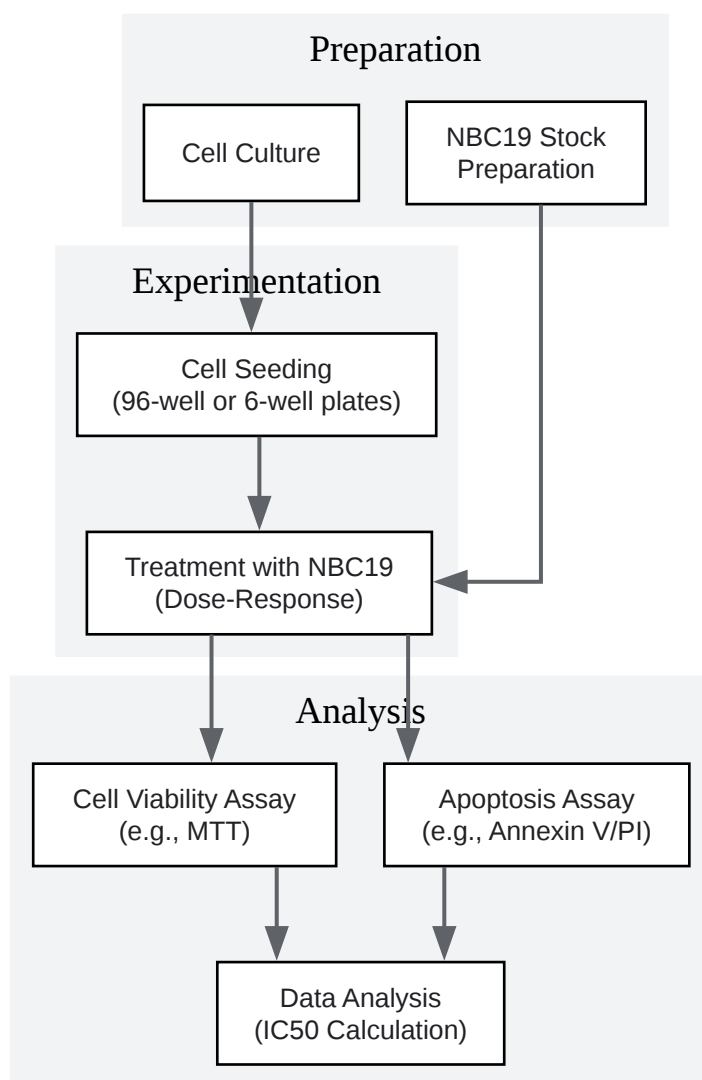 Preparation
Cell Culture
NBC19 Stock
Preparation
Experimentation
Cell Seeding
(96-well or 6-well plates)
Treatment with NBC19
(Dose-Response)
Analysis
Cell Viability Assay
(e.g., MTT)
Apoptosis Assay
(e.g., Annexin V/PI)
Data Analysis
(IC50 Calculation)